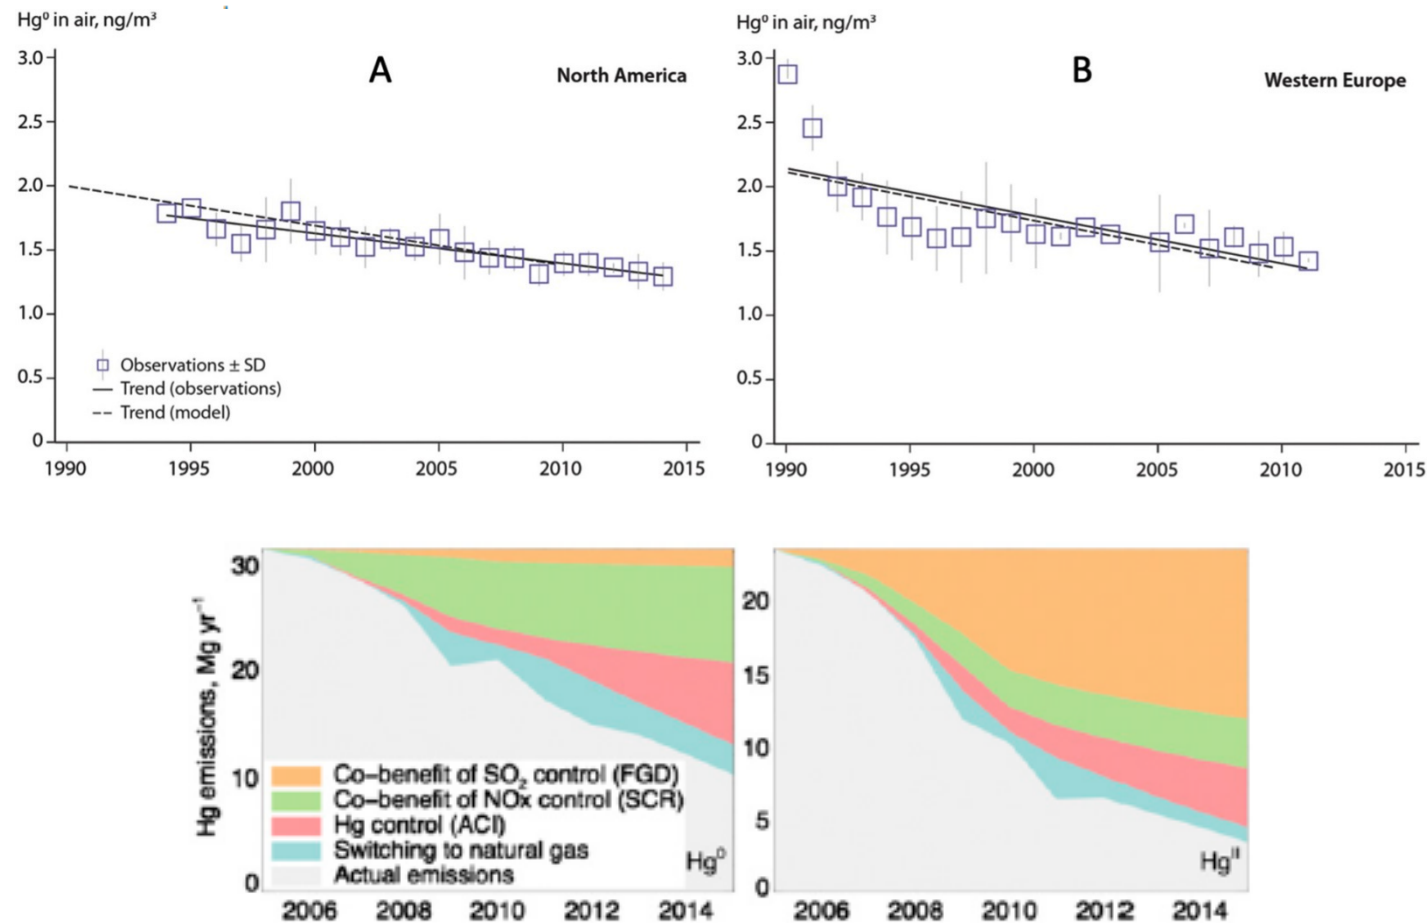 Hg⁰ in air, ng/m³
A
North America
3.0
2.5
2.0
1.5
1.0
0.5
0
Observations ± SD
Trend (observations)
Trend (model)
1990 1995 2000 2005 2010 2015
Hg⁰ in air, ng/m³
B
Western Europe
3.0
2.5
2.0
1.5
1.0
0.5
0
1990 1995 2000 2005 2010 2015
Hg emissions, Mg yr⁻¹
30
20
10
0
Co-benefit of SO₂ control (FGD)
Co-benefit of NOx control (SCR)
Hg control (ACI)
Switching to natural gas
Actual emissions
Hg⁰
2006 2008 2010 2012 2014
20
15
10
5
0
Hgᴵᴵ
2006 2008 2010 2012 2014